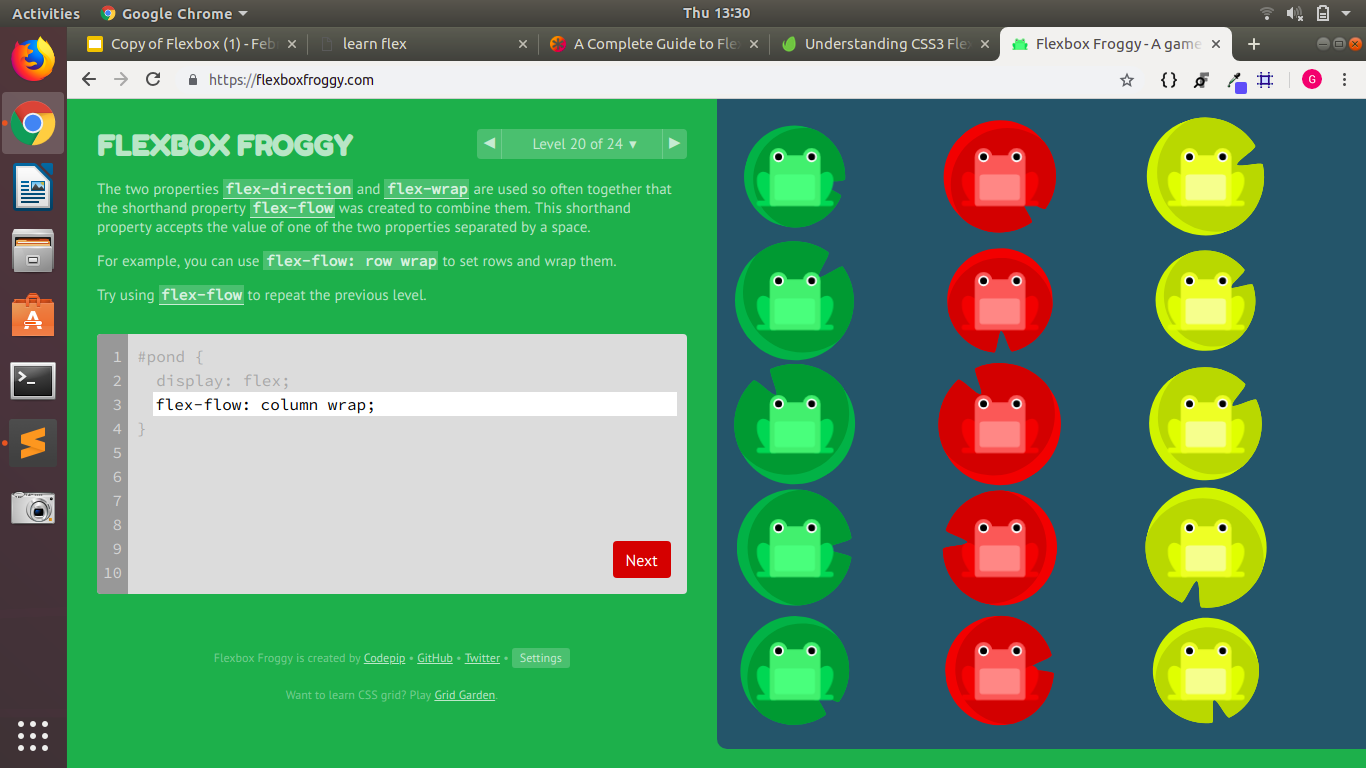 Activities Google Chrome ▾ Thu 13:30
Copy of Flexbox (1) - Feb × learn flex × A Complete Guide to Fle × Understanding CSS3 Fle × Flexbox Froggy - A game ×
https://flexboxfroggy.com G
FLEXBOX FROGGY
◀ Level 20 of 24 ▾ ▶
The two properties flex-direction and flex-wrap are used so often together that
the shorthand property flex-flow was created to combine them. This shorthand
property accepts the value of one of the two properties separated by a space.
For example, you can use flex-flow: row wrap to set rows and wrap them.
Try using flex-flow to repeat the previous level.
1 #pond {
2 display: flex;
3 flex-flow: column wrap;
4 }
5
6
7
8
9
10
Next
Flexbox Froggy is created by Codepip • GitHub • Twitter • Settings
Want to learn CSS grid? Play Grid Garden.